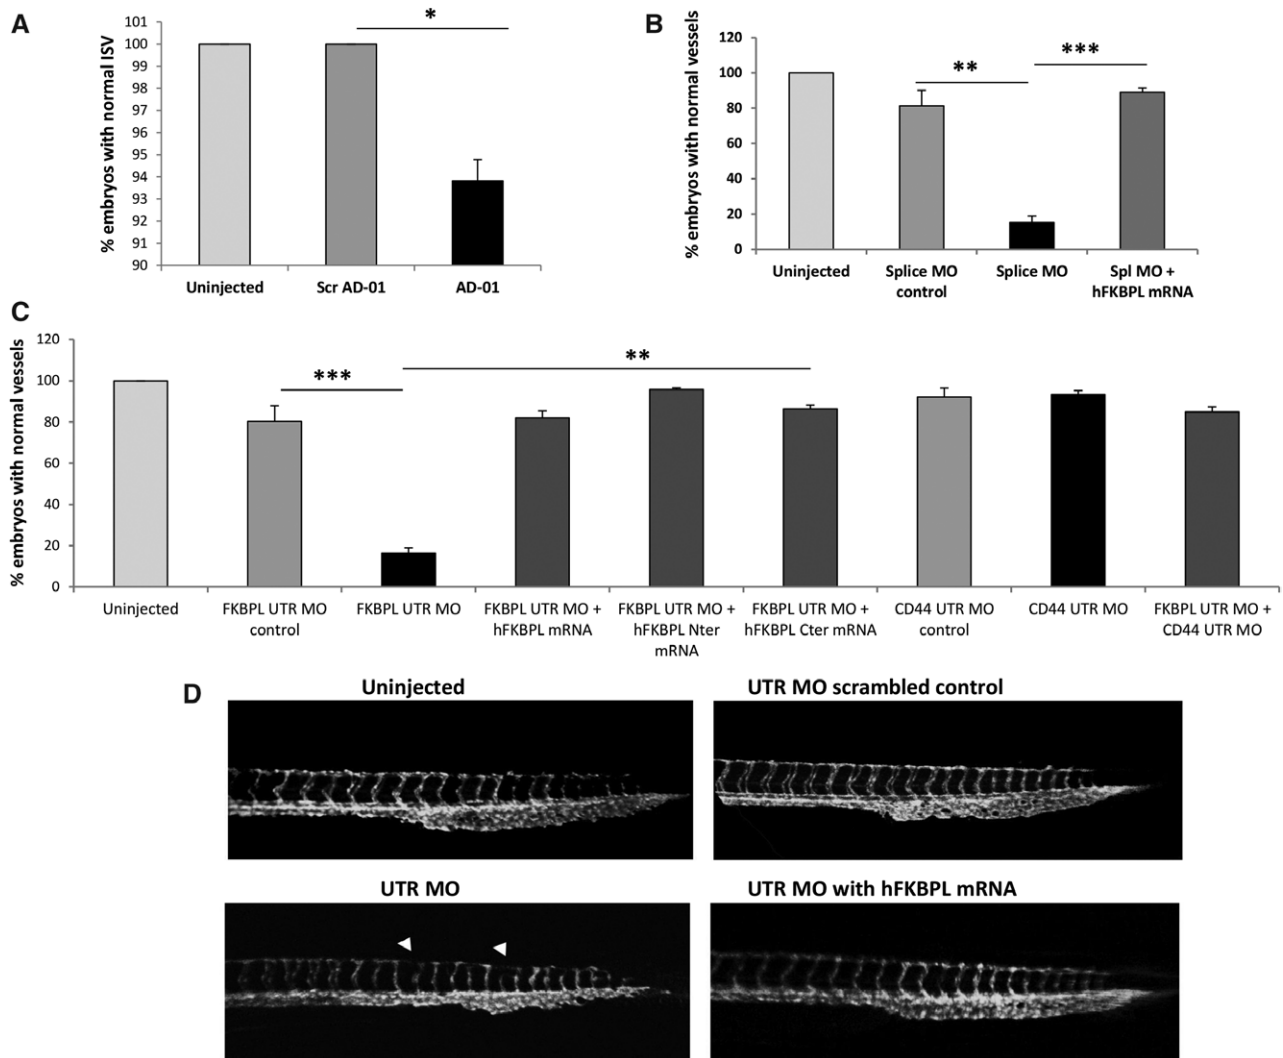 A
% embryos with normal ISV
101
100
99
98
97
96
95
94
93
92
91
90
*
Uninjected
Scr AD-01
AD-01
B
% embryos with normal vessels
120
100
80
60
40
20
0
**
***
Uninjected
Splice MO
control
Splice MO
Spl MO +
hFKBPL mRNA
C
% embryos with normal vessels
120
100
80
60
40
20
0
***
**
Uninjected
FKBPL UTR MO
control
FKBPL UTR MO
FKBPL UTR MO +
hFKBPL mRNA
FKBPL UTR MO +
hFKBPL Nter
mRNA
FKBPL UTR MO +
hFKBPL Cter mRNA
CD44 UTR MO
control
CD44 UTR MO
FKBPL UTR MO +
CD44 UTR MO
D
Uninjected
UTR MO scrambled control
UTR MO
UTR MO with hFKBPL mRNA